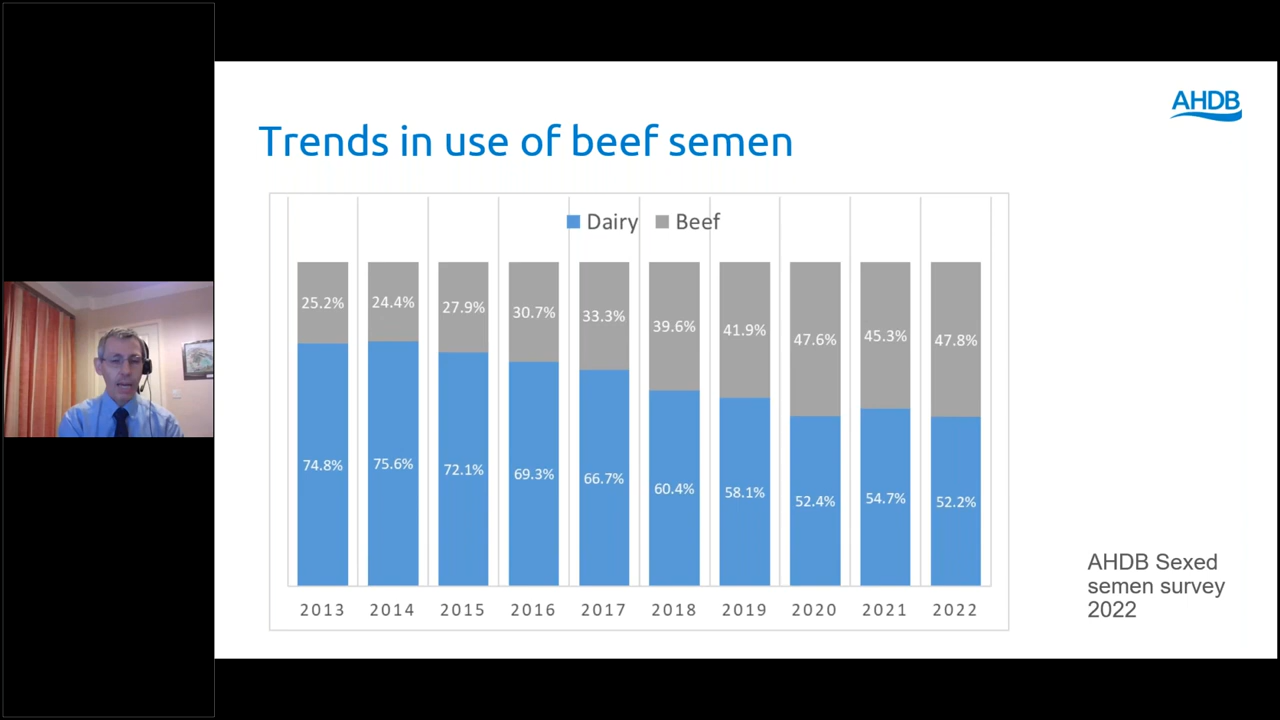 AHDB
Trends in use of beef semen
Dairy Beef
25.2% 24.4% 27.9% 30.7% 33.3% 39.6% 41.9% 47.6% 45.3% 47.8%
74.8% 75.6% 72.1% 69.3% 66.7% 60.4% 58.1% 52.4% 54.7% 52.2%
2013 2014 2015 2016 2017 2018 2019 2020 2021 2022
AHDB Sexed
semen survey
2022